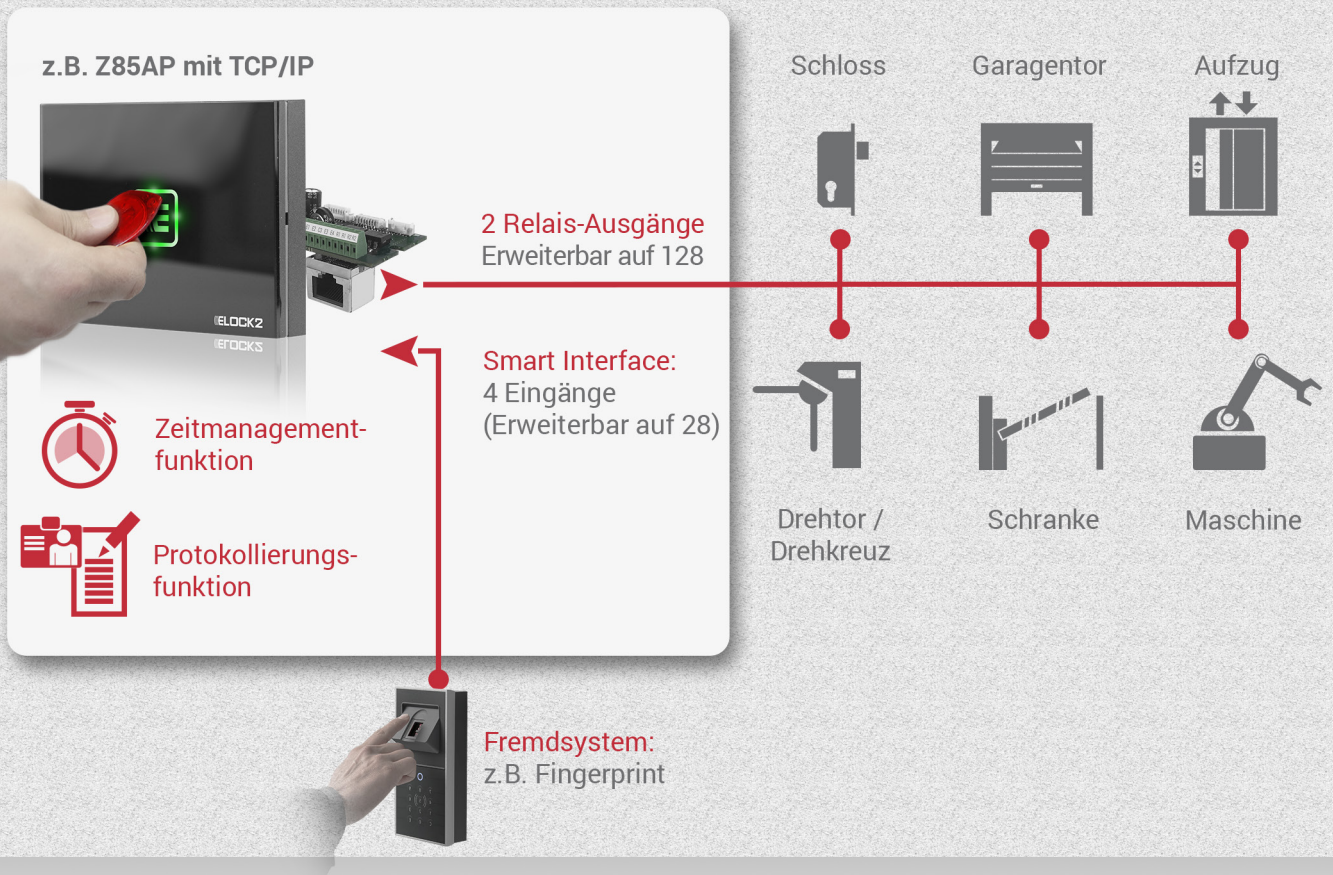 z.B. Z85AP mit TCP/IP
ELOCK2
2 Relais-Ausgänge
Erweiterbar auf 128
Smart Interface:
4 Eingänge
(Erweiterbar auf 28)
Zeitmanagement-
funktion
Protokollierungs-
funktion
Fremdsystem:
z.B. Fingerprint
Schloss
Garagentor
Aufzug
Drehtor /
Drehkreuz
Schranke
Maschine